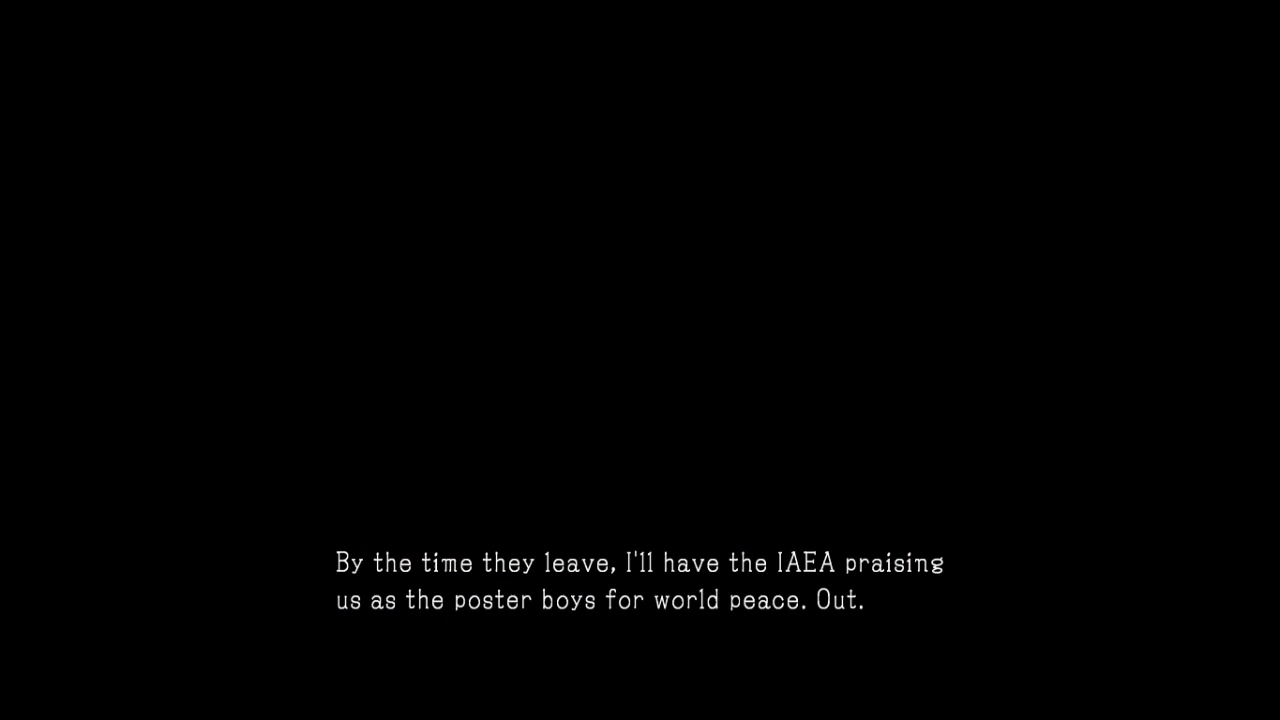 By the time they leave, I'll have the IAEA praising
us as the poster boys for world peace. Out.